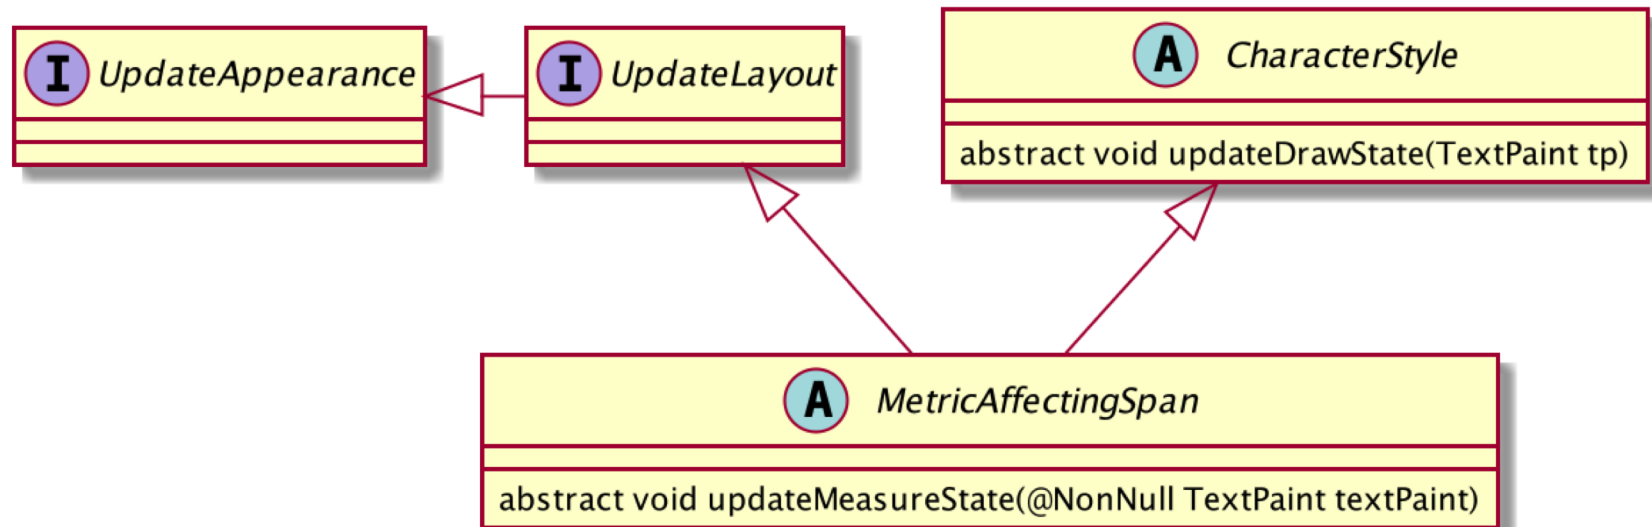 I UpdateAppearance
I UpdateLayout
A CharacterStyle
abstract void updateDrawState(TextPaint tp)
A MetricAffectingSpan
abstract void updateMeasureState(@NonNull TextPaint textPaint)